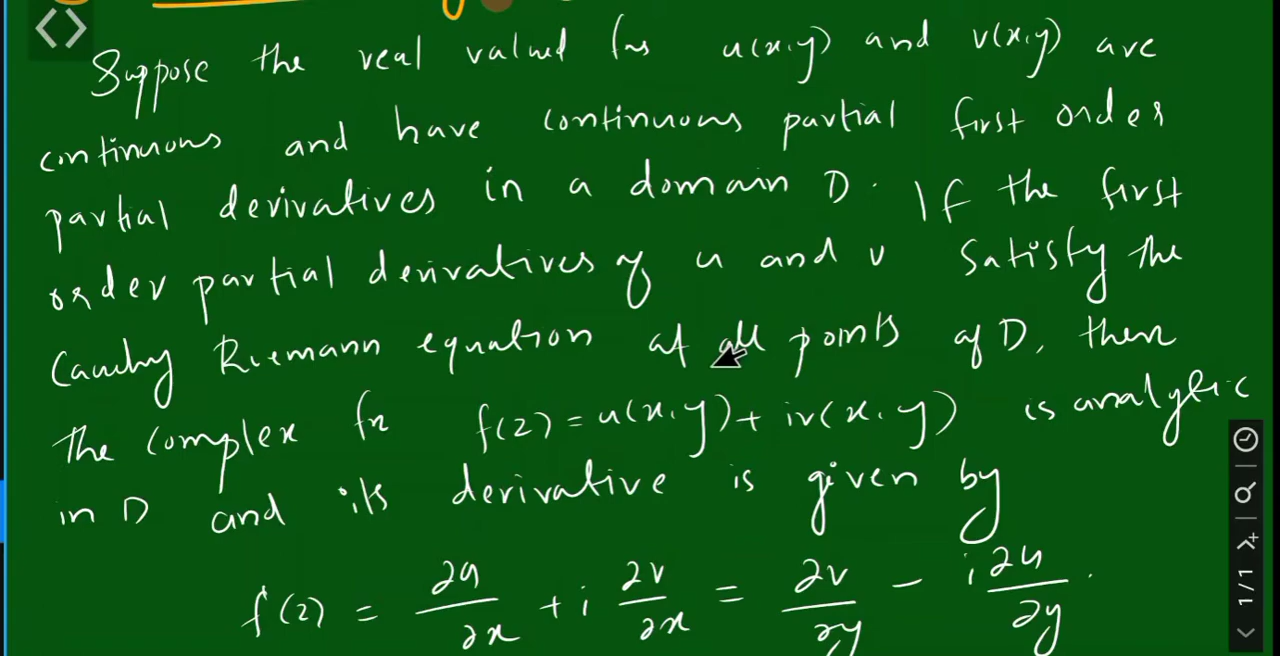 Suppose the real valued fns u(x,y) and v(x,y) are
continuous and have continuous partial first order
partial derivatives in a domain D. If the first
order partial derivatives of u and v satisfy the
Cauchy Riemann equation at all points of D, then
the complex fn f(z) = u(x,y) + iv(x,y) is analytic
in D and its derivative is given by
f'(z) = ∂u/∂x + i ∂v/∂x = ∂v/∂y - i∂u/∂y.
1/1